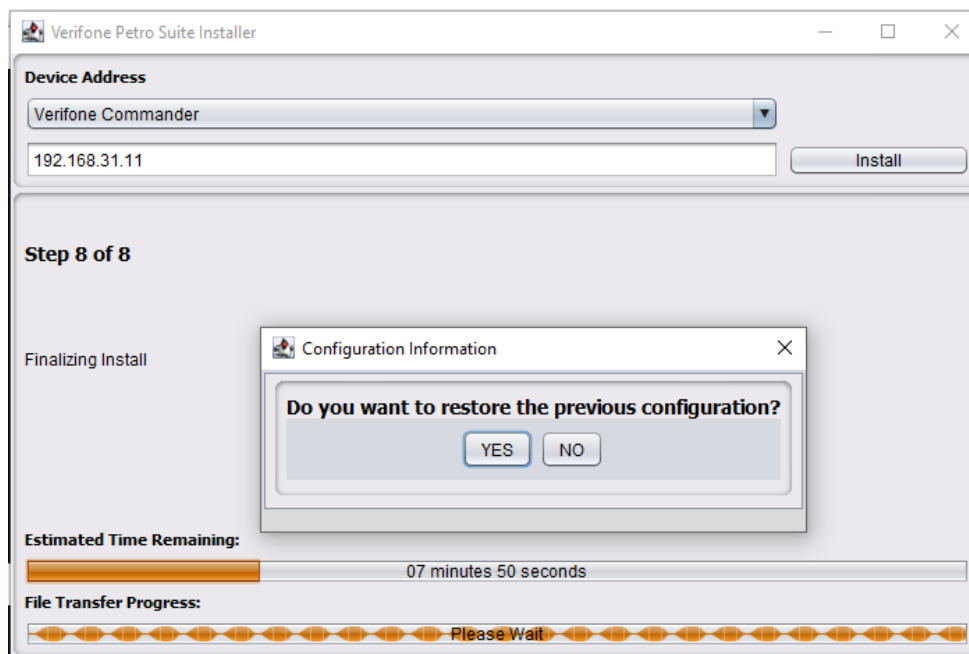 Verifone Petro Suite Installer
Device Address
Verifone Commander
192.168.31.11
Install
Step 8 of 8
Finalizing Install
Configuration Information
Do you want to restore the previous configuration?
YES NO
Estimated Time Remaining:
07 minutes 50 seconds
File Transfer Progress:
Please Wait